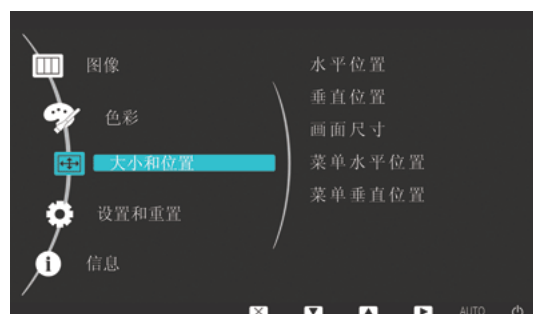 图像
色彩
大小和位置
设置和重置
信息
水平位置
垂直位置
画面尺寸
菜单水平位置
菜单垂直位置
AUTO